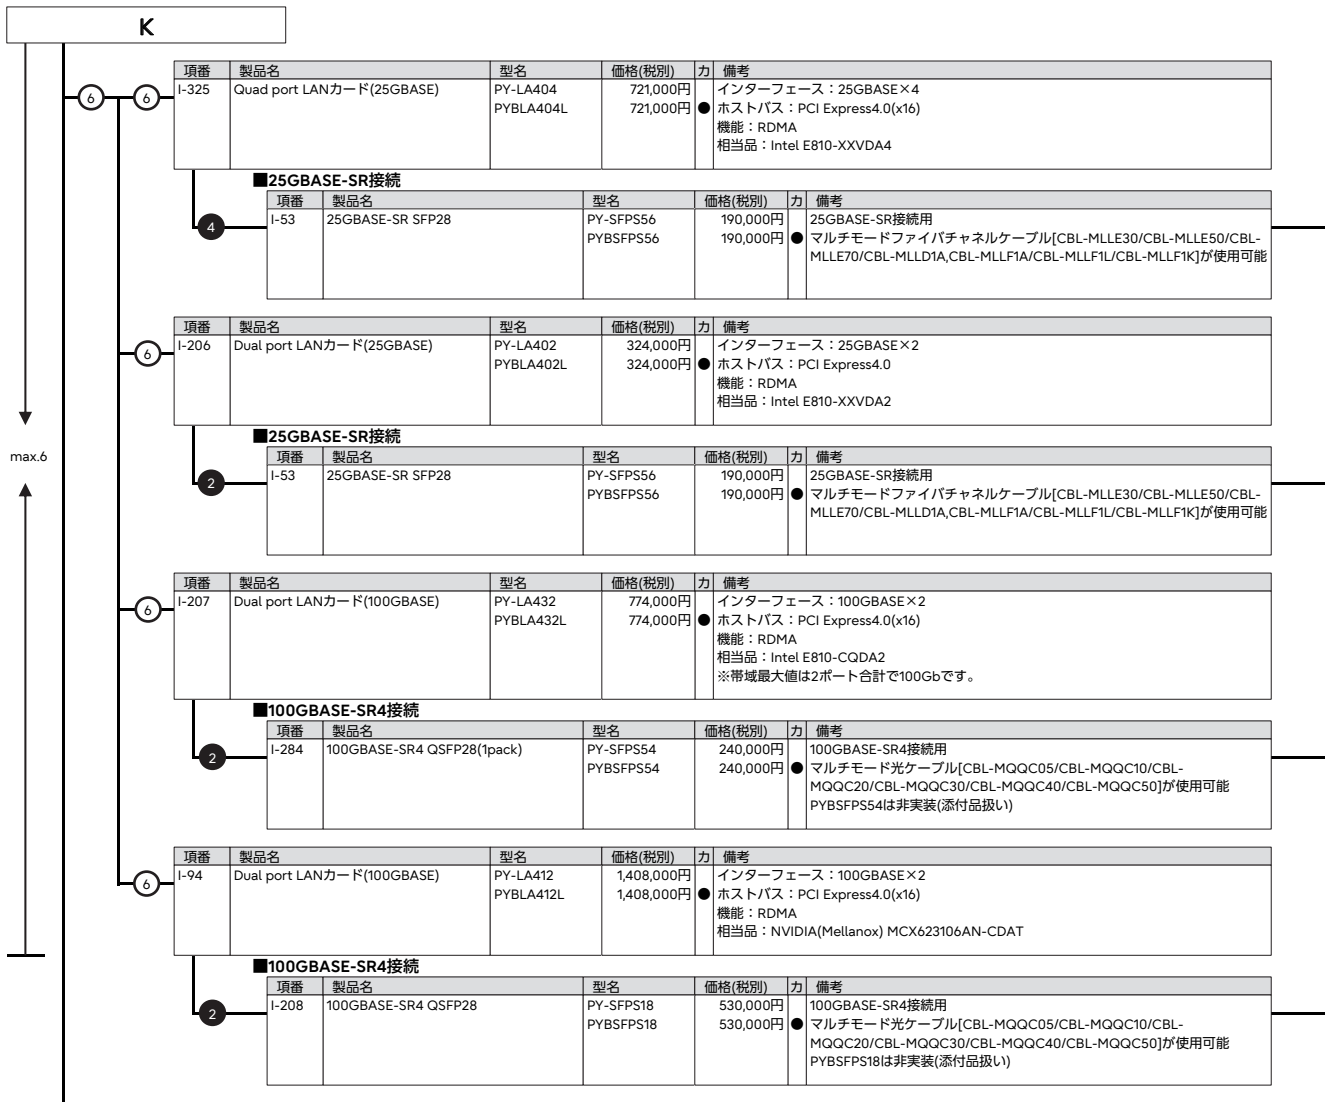 K
項番 製品名 型名 価格(税別) カ 備考
⑥ ⑥ I-325 Quad port LANカード(25GBASE) PY-LA404 721,000円 インターフェース：25GBASE×4
PYBLA404L 721,000円 ● ホストバス：PCI Express4.0(x16)
機能：RDMA
相当品：Intel E810-XXVDA4
■25GBASE-SR接続
項番 製品名 型名 価格(税別) カ 備考
4 I-53 25GBASE-SR SFP28 PY-SFPS56 190,000円 25GBASE-SR接続用
PYBSFPS56 190,000円 ● マルチモードファイバチャネルケーブル[CBL-MLLE30/CBL-MLLE50/CBL-
MLLE70/CBL-MLLD1A,CBL-MLLF1A/CBL-MLLF1L/CBL-MLLF1K]が使用可能
項番 製品名 型名 価格(税別) カ 備考
⑥ I-206 Dual port LANカード(25GBASE) PY-LA402 324,000円 インターフェース：25GBASE×2
PYBLA402L 324,000円 ● ホストバス：PCI Express4.0
機能：RDMA
相当品：Intel E810-XXVDA2
■25GBASE-SR接続
max.6
項番 製品名 型名 価格(税別) カ 備考
2 I-53 25GBASE-SR SFP28 PY-SFPS56 190,000円 25GBASE-SR接続用
PYBSFPS56 190,000円 ● マルチモードファイバチャネルケーブル[CBL-MLLE30/CBL-MLLE50/CBL-
MLLE70/CBL-MLLD1A,CBL-MLLF1A/CBL-MLLF1L/CBL-MLLF1K]が使用可能
項番 製品名 型名 価格(税別) カ 備考
⑥ I-207 Dual port LANカード(100GBASE) PY-LA432 774,000円 インターフェース：100GBASE×2
PYBLA432L 774,000円 ● ホストバス：PCI Express4.0(x16)
機能：RDMA
相当品：Intel E810-CQDA2
※帯域最大値は2ポート合計で100Gbです。
■100GBASE-SR4接続
項番 製品名 型名 価格(税別) カ 備考
2 I-284 100GBASE-SR4 QSFP28(1pack) PY-SFPS54 240,000円 100GBASE-SR4接続用
PYBSFPS54 240,000円 ● マルチモード光ケーブル[CBL-MQQC05/CBL-MQQC10/CBL-
MQQC20/CBL-MQQC30/CBL-MQQC40/CBL-MQQC50]が使用可能
PYBSFPS54は非実装(添付品扱い)
項番 製品名 型名 価格(税別) カ 備考
⑥ I-94 Dual port LANカード(100GBASE) PY-LA412 1,408,000円 インターフェース：100GBASE×2
PYBLA412L 1,408,000円 ● ホストバス：PCI Express4.0(x16)
機能：RDMA
相当品：NVIDIA(Mellanox) MCX623106AN-CDAT
■100GBASE-SR4接続
項番 製品名 型名 価格(税別) カ 備考
2 I-208 100GBASE-SR4 QSFP28 PY-SFPS18 530,000円 100GBASE-SR4接続用
PYBSFPS18 530,000円 ● マルチモード光ケーブル[CBL-MQQC05/CBL-MQQC10/CBL-
MQQC20/CBL-MQQC30/CBL-MQQC40/CBL-MQQC50]が使用可能
PYBSFPS18は非実装(添付品扱い)